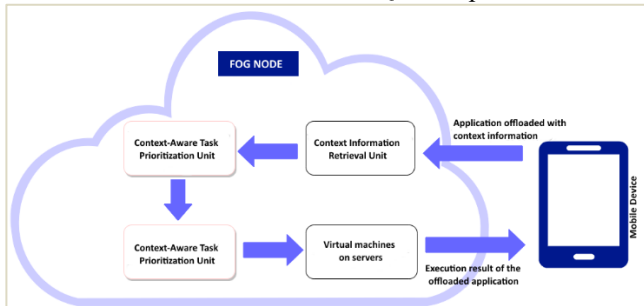 FOG NODE
Application offloaded with
context information
Context-Aware Task
Prioritization Unit
Context Information
Retrieval Unit
Mobile Device
Context-Aware Task
Prioritization Unit
Virtual machines
on servers
Execution result of the
offloaded application